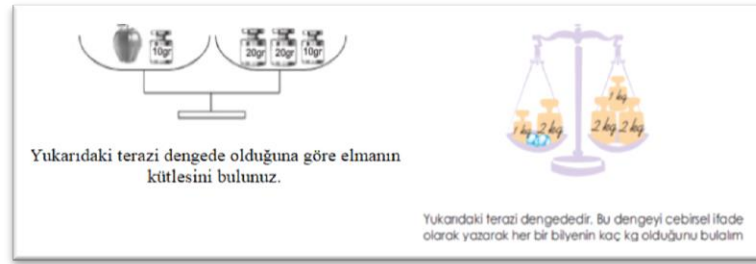 10gr
20gr 20gr 10gr
Yukarıdaki terazi dengede olduğuna göre elmanın
kütlesini bulunuz.
1 kg
1 kg 2 kg 2 kg 2 kg
Yukarıdaki terazi dengededir. Bu dengeyi cebirsel ifade
olarak yazarak her bir bilyenin kaç kg olduğunu bulalım